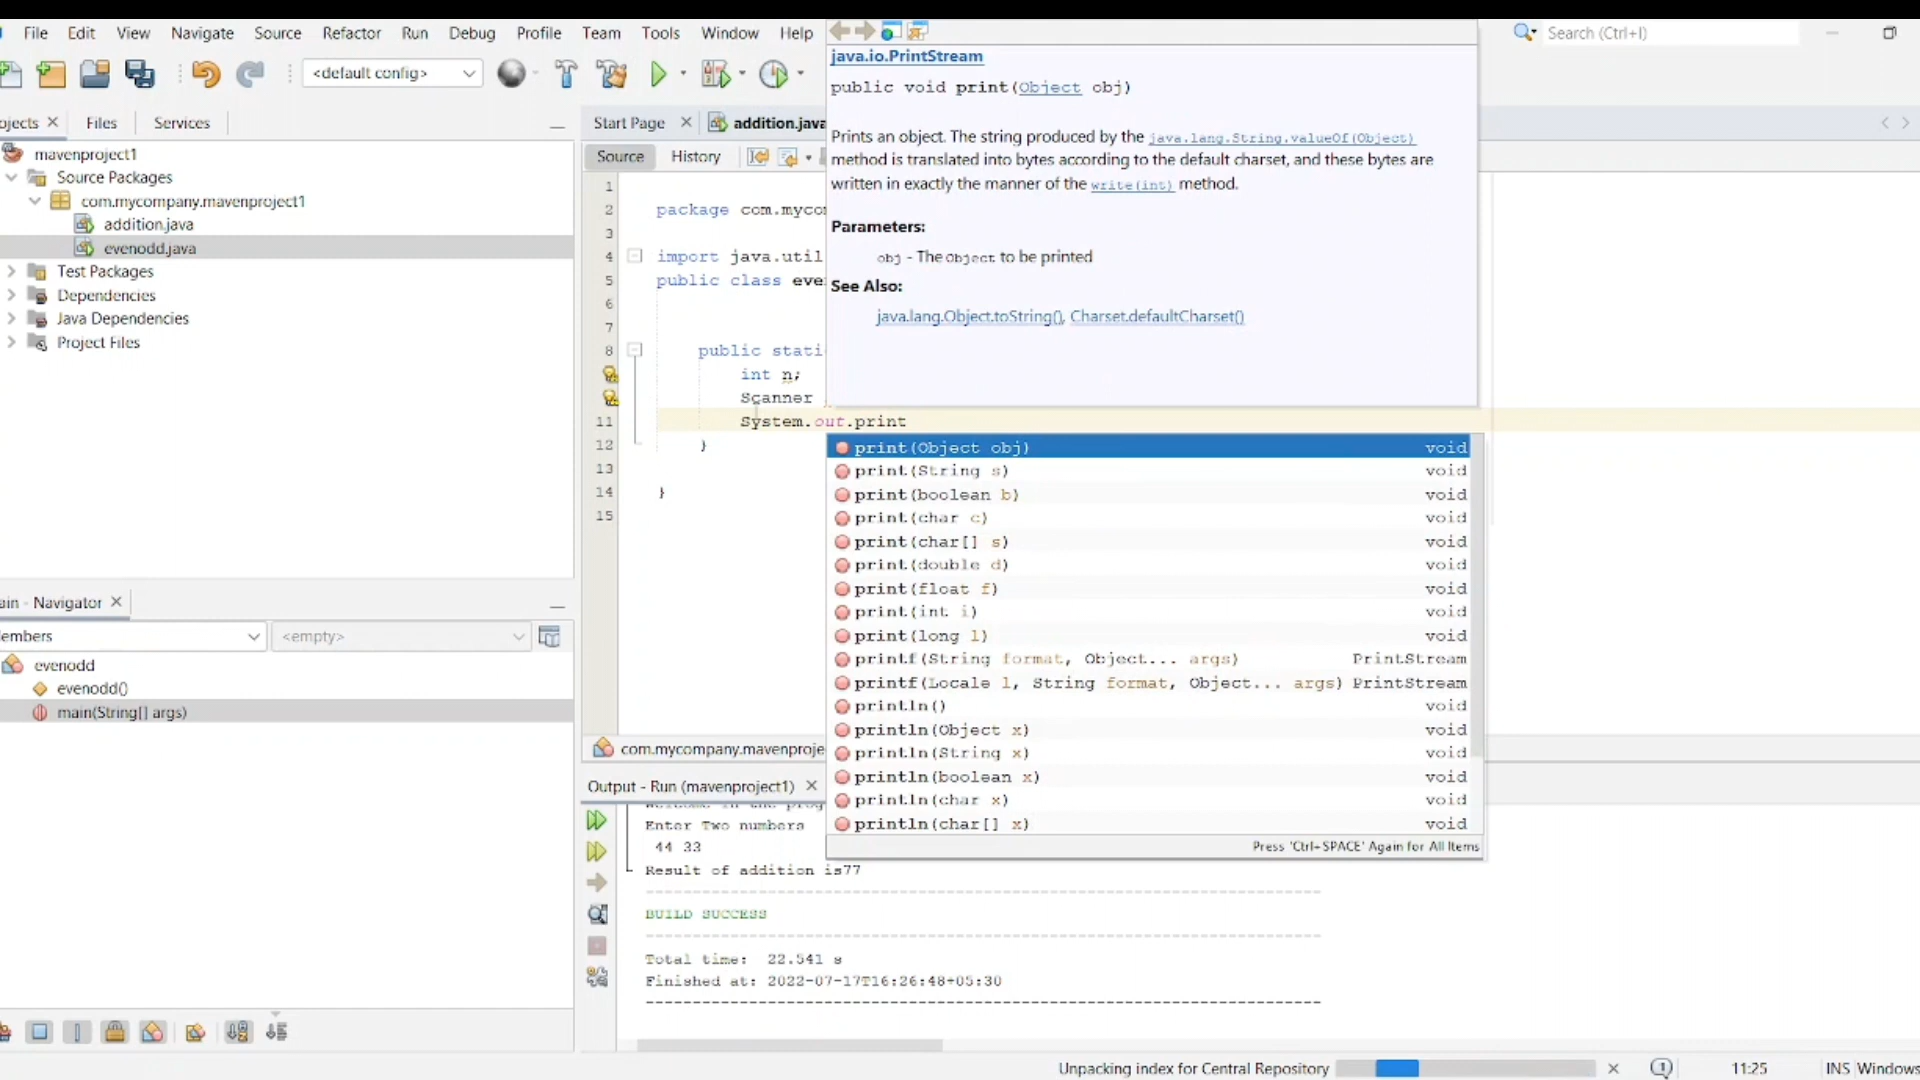 File Edit View Navigate Source Refactor Run Debug Profile Team Tools Window Help
Search (Ctrl+I)
<default config>
java.io.PrintStream
public void print(Object obj)
Prints an object. The string produced by the java.lang.String.valueOf(Object)
method is translated into bytes according to the default charset, and these bytes are
written in exactly the manner of the write(int) method.
Parameters:
obj - The Object to be printed
See Also:
java.lang.Object.toString(), Charset.defaultCharset()
ojects Files Services
mavenproject1
Source Packages
com.mycompany.mavenproject1
addition.java
evenodd.java
Test Packages
Dependencies
Java Dependencies
Project Files
Start Page addition.java
Source History
1
2 package com.mycom
3
4 import java.util
5 public class eve
6
7
8 public stati
int n;
Scanner
11 System.out.print
12 }
13
14 }
15
print(Object obj) void
print(String s) void
print(boolean b) void
print(char c) void
print(char[] s) void
print(double d) void
print(float f) void
print(int i) void
print(long l) void
printf(String format, Object... args) PrintStream
printf(Locale l, String format, Object... args) PrintStream
println() void
println(Object x) void
println(String x) void
println(boolean x) void
println(char x) void
println(char[] x) void
Press 'Ctrl+SPACE' Again for All Items
ain - Navigator
embers <empty>
evenodd
evenodd()
main(String[] args)
com.mycompany.mavenproje
Output - Run (mavenproject1)
Enter Two numbers
44 33
Result of addition is77
------------------------------------------------------------------------
BUILD SUCCESS
------------------------------------------------------------------------
Total time: 22.541 s
Finished at: 2022-07-17T16:26:48+05:30
------------------------------------------------------------------------
Unpacking index for Central Repository 11:25 INS Windows